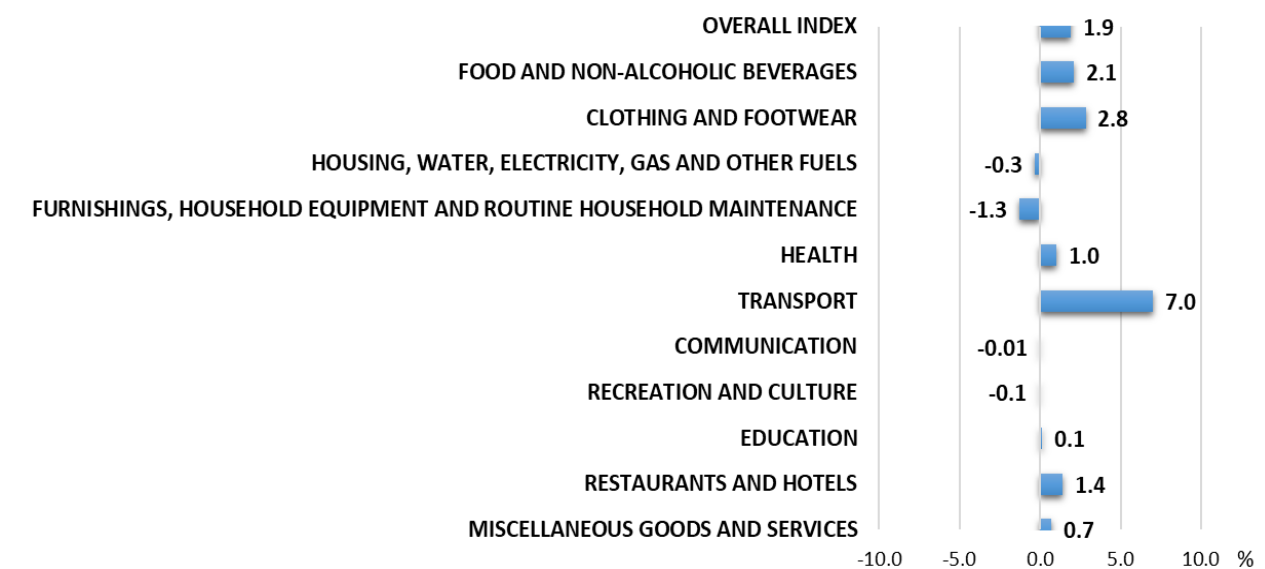 OVERALL INDEX 1.9
FOOD AND NON-ALCOHOLIC BEVERAGES 2.1
CLOTHING AND FOOTWEAR 2.8
HOUSING, WATER, ELECTRICITY, GAS AND OTHER FUELS -0.3
FURNISHINGS, HOUSEHOLD EQUIPMENT AND ROUTINE HOUSEHOLD MAINTENANCE -1.3
HEALTH 1.0
TRANSPORT 7.0
COMMUNICATION -0.01
RECREATION AND CULTURE -0.1
EDUCATION 0.1
RESTAURANTS AND HOTELS 1.4
MISCELLANEOUS GOODS AND SERVICES 0.7
-10.0 -5.0 0.0 5.0 10.0 %